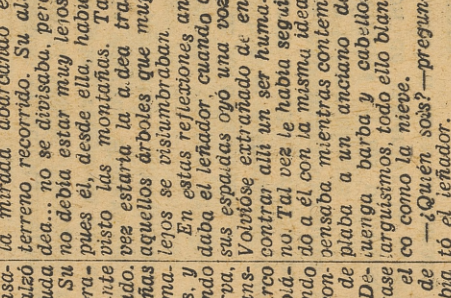 la mirada abarcando e
terreno recorrido. Su al-
dea... no se divisaba, per
no debía estar muy lejos
pues él, desde ella, había
visto las montañas. Ta
vez estaría la a.dea tra
aquellos árboles que muy
lejos se vislumbraban.
En estas reflexiones an
daba el leñador cuando
sus espaldas oyó una voz
Volvióse extrañado de en
contrar allí un ser huma-
no. Tal vez le había segui
do a él con la misma idea
pensaba mientras contem
plaba a un anciano de
luenga barba y cabellos
larguísimos, todo ello blan
co como la nieve.
—¿Quién sois?—pregun
tó el leñador.